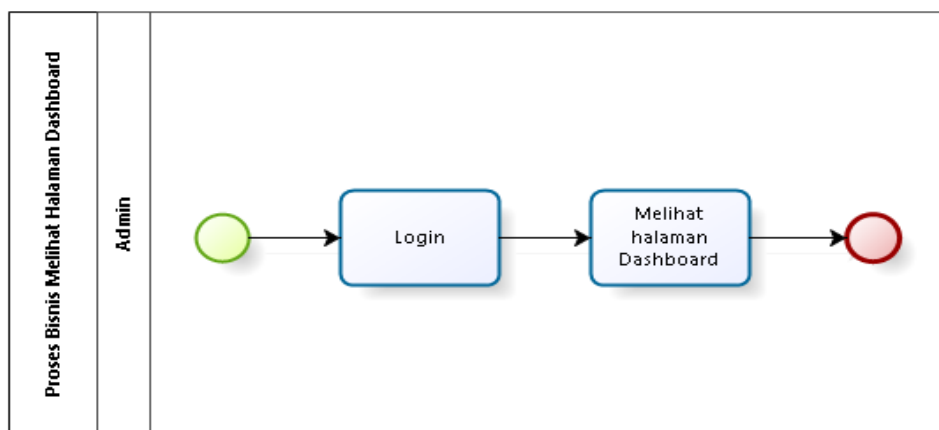 Proses Bisnis Melihat Halaman Dashboard
Admin
Login
Melihat
halaman
Dashboard